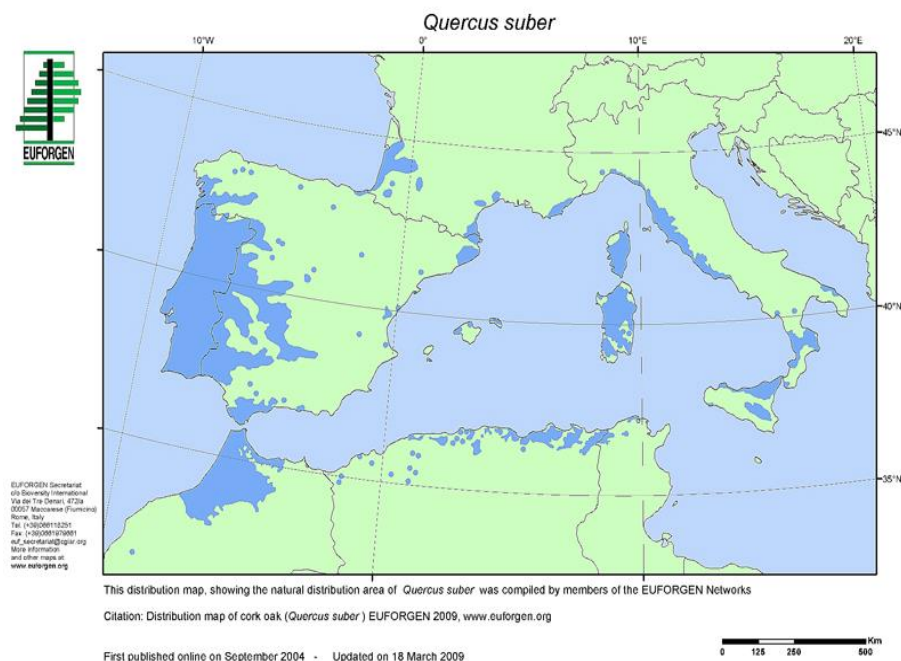 Quercus suber
10°W
0°
10°E
20°E
45°N
40°N
35°N
EUFORGEN
EUFORGEN Secretariat
c/o Bioversity International
Via dei Tre Denari, 472/a
00057 Maccarese (Fiumicino)
Rome, Italy
More information
and other maps at:
www.euforgen.org
This distribution map, showing the natural distribution area of Quercus suber was compiled by members of the EUFORGEN Networks
Citation: Distribution map of cork oak (Quercus suber ) EUFORGEN 2009, www.euforgen.org
First published online on September 2004 - Updated on 18 March 2009
Km
0 125 250 500